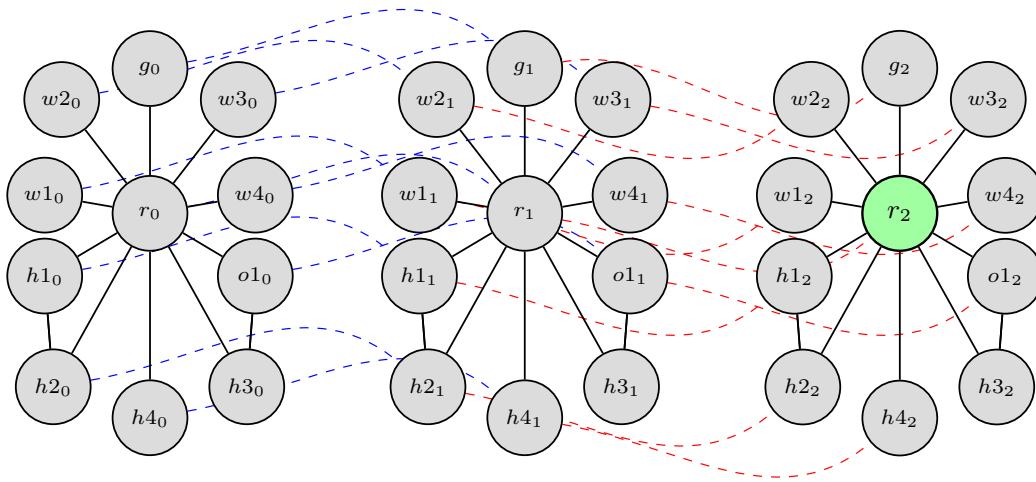 g₀ g₁ g₂
w2₀ w3₀ w2₁ w3₁ w2₂ w3₂
w1₀ w4₀ w1₁ w4₁ w1₂ w4₂
r₀ r₁ r₂
h1₀ o1₀ h1₁ o1₁ h1₂ o1₂
h2₀ h3₀ h2₁ h3₁ h2₂ h3₂
h4₀ h4₁ h4₂